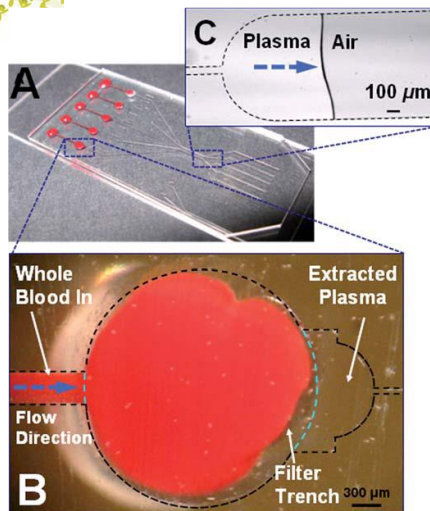 A
C
Plasma
Air
100 µm
B
Whole
Blood In
Flow
Direction
Extracted
Plasma
Filter
Trench
300 µm